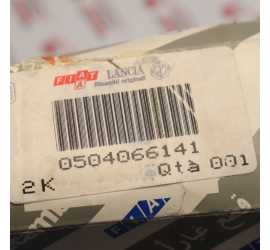 FIAT LANCIA
Ricambi originali
0504066141
2K Qtà 001